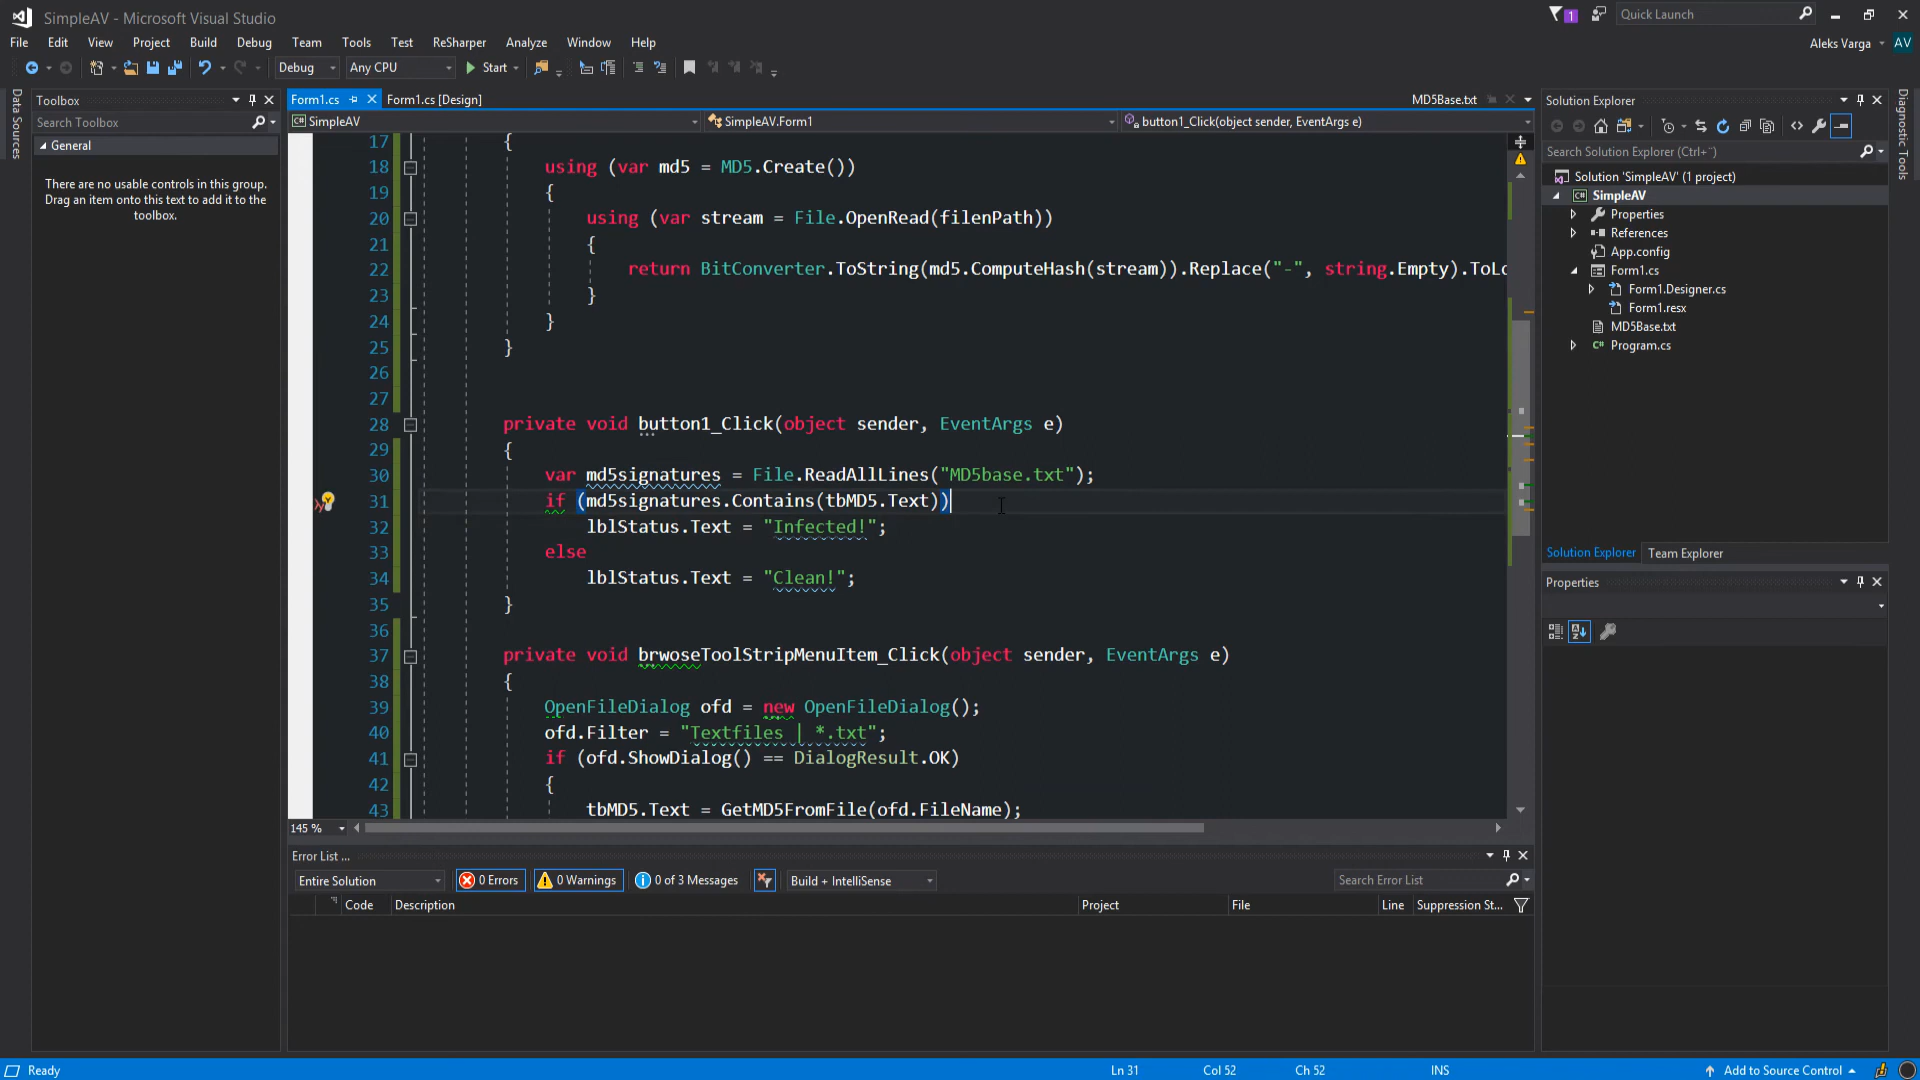 SimpleAV - Microsoft Visual Studio
1
Quick Launch
File Edit View Project Build Debug Team Tools Test ReSharper Analyze Window Help
Aleks Varga AV
Debug Any CPU Start
Data Sources
Toolbox
Search Toolbox
General
There are no usable controls in this group.
Drag an item onto this text to add it to the
toolbox.
Form1.cs Form1.cs [Design] MD5Base.txt
SimpleAV SimpleAV.Form1 button1_Click(object sender, EventArgs e)
17 {
18 using (var md5 = MD5.Create())
19 {
20 using (var stream = File.OpenRead(filenPath))
21 {
22 return BitConverter.ToString(md5.ComputeHash(stream)).Replace("-", string.Empty).ToLo
23 }
24 }
25 }
26
27
28 private void button1_Click(object sender, EventArgs e)
29 {
30 var md5signatures = File.ReadAllLines("MD5base.txt");
31 if (md5signatures.Contains(tbMD5.Text))
32 lblStatus.Text = "Infected!";
33 else
34 lblStatus.Text = "Clean!";
35 }
36
37 private void brwoseToolStripMenuItem_Click(object sender, EventArgs e)
38 {
39 OpenFileDialog ofd = new OpenFileDialog();
40 ofd.Filter = "Textfiles | *.txt";
41 if (ofd.ShowDialog() == DialogResult.OK)
42 {
43 tbMD5.Text = GetMD5FromFile(ofd.FileName);
145 %
Error List ...
Entire Solution 0 Errors 0 Warnings 0 of 3 Messages Build + IntelliSense Search Error List
Code Description Project File Line Suppression St...
Solution Explorer
Search Solution Explorer (Ctrl+¨)
Solution 'SimpleAV' (1 project)
SimpleAV
Properties
References
App.config
Form1.cs
Form1.Designer.cs
Form1.resx
MD5Base.txt
Program.cs
Solution Explorer Team Explorer
Properties
Diagnostic Tools
Ready Ln 31 Col 52 Ch 52 INS Add to Source Control